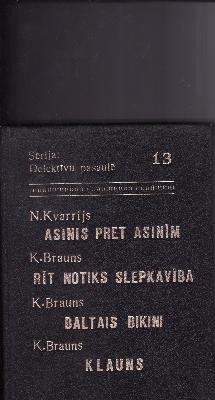 Sērija:
Detektīvu pasaulē 13
N.Kvarrijs
ASINIS PRET ASINĪM
K.Brauns
RĪT NOTIKS SLEPKAVĪBA
K.Brauns
BALTAIS BIKINI
K.Brauns
KLAUNS